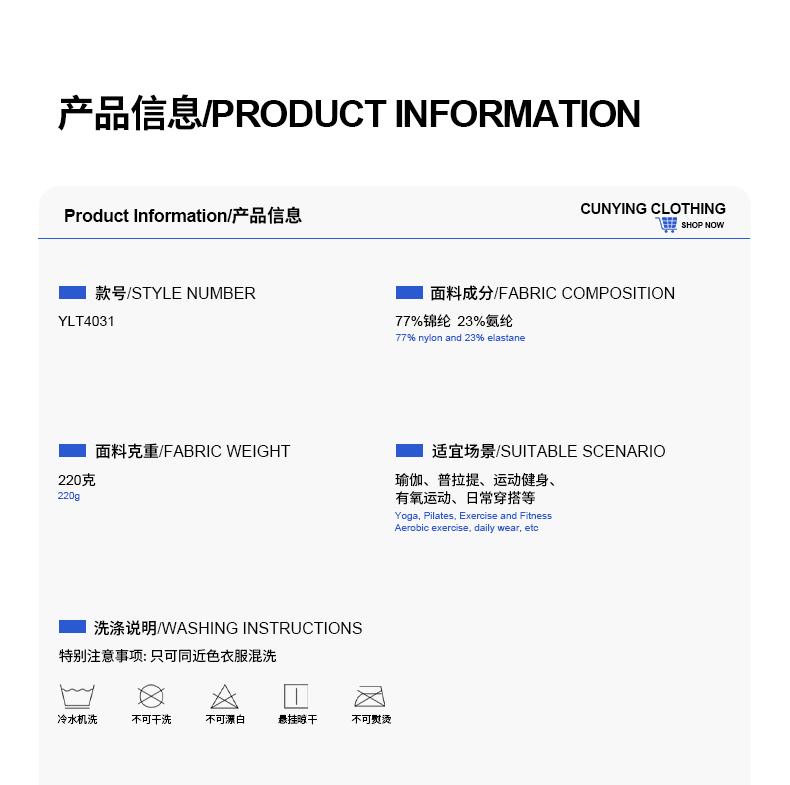 产品信息/PRODUCT INFORMATION
Product Information/产品信息
CUNYING CLOTHING
SHOP NOW
款号/STYLE NUMBER
YLT4031
面料成分/FABRIC COMPOSITION
77%锦纶 23%氨纶
77% nylon and 23% elastane
面料克重/FABRIC WEIGHT
220克
220g
适宜场景/SUITABLE SCENARIO
瑜伽、普拉提、运动健身、
有氧运动、日常穿搭等
Yoga, Pilates, Exercise and Fitness
Aerobic exercise, daily wear, etc
洗涤说明/WASHING INSTRUCTIONS
特别注意事项: 只可同近色衣服混洗
冷水机洗
不可干洗
不可漂白
悬挂晾干
不可熨烫